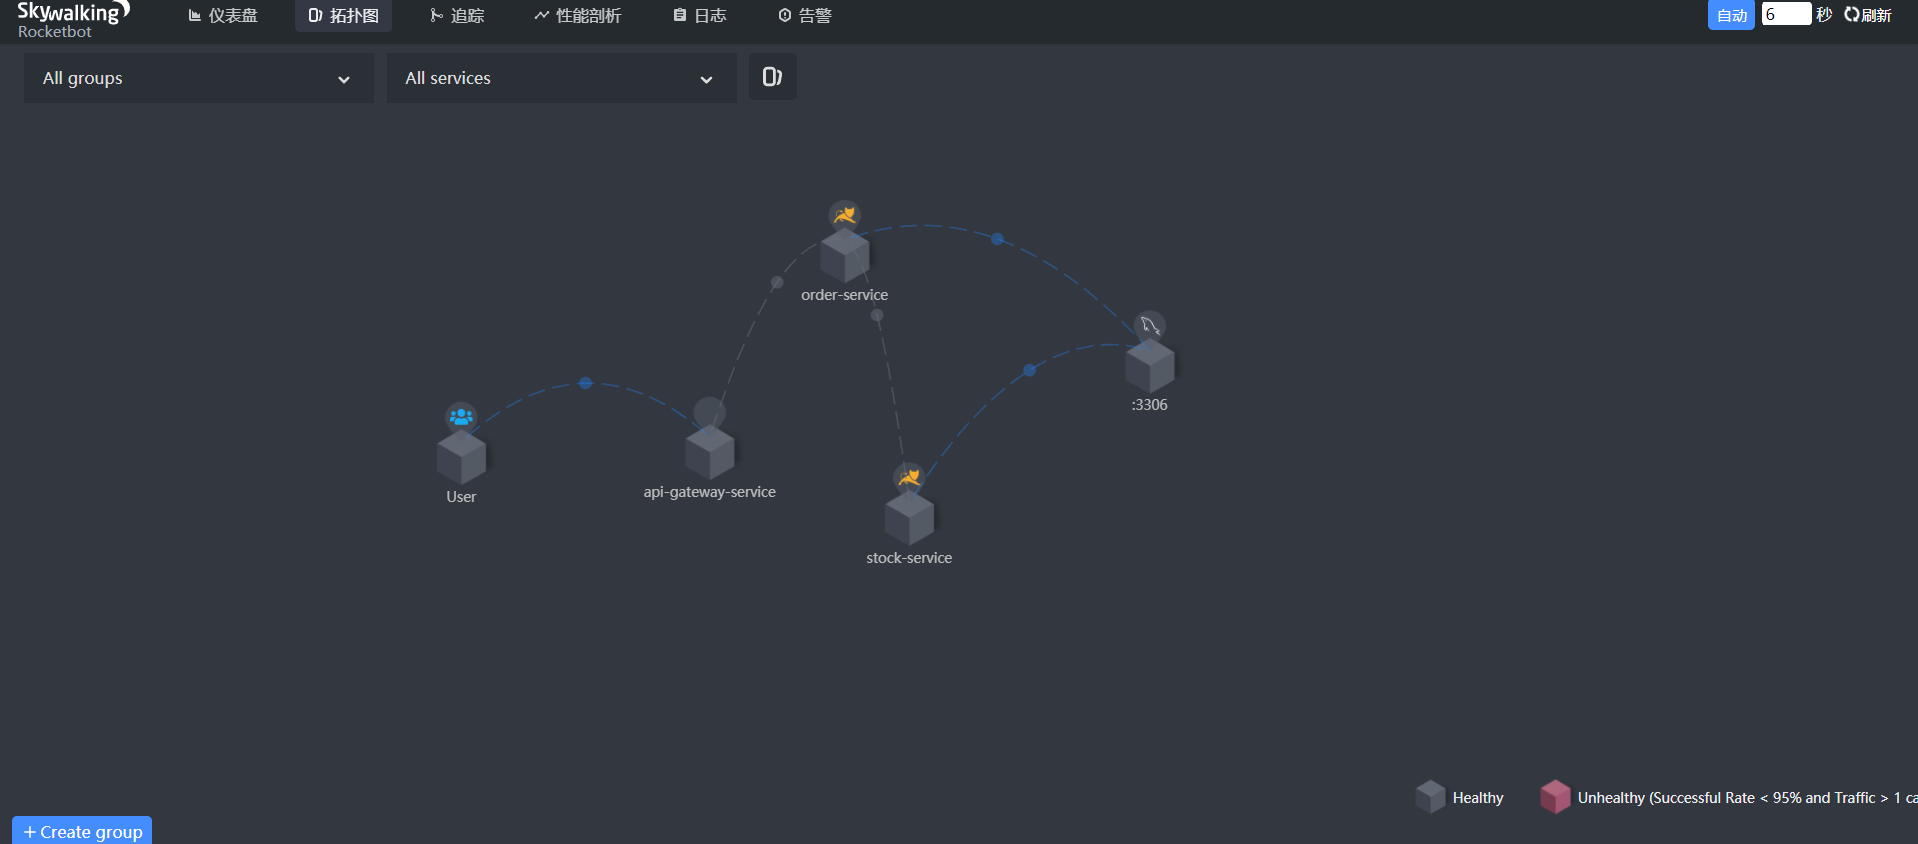 Skywalking
Rocketbot
仪表盘
拓扑图
追踪
性能剖析
日志
告警
自动
6
秒
刷新
All groups
All services
order-service
:3306
User
api-gateway-service
stock-service
Healthy
Unhealthy (Successful Rate < 95% and Traffic > 1 ca
+ Create group